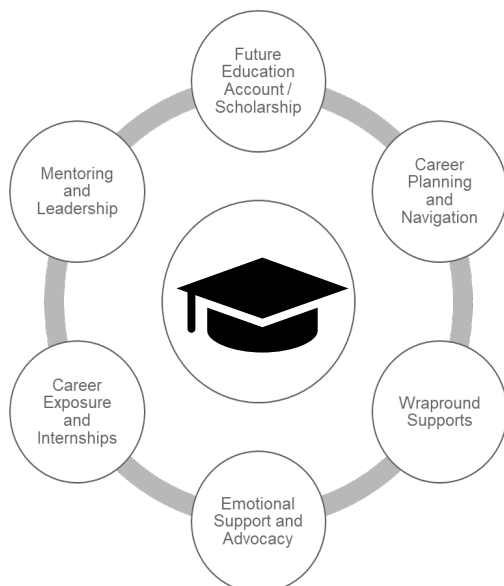 Future
Education
Account /
Scholarship
Career
Planning
and
Navigation
Wrapround
Supports
Emotional
Support and
Advocacy
Career
Exposure
and
Internships
Mentoring
and
Leadership